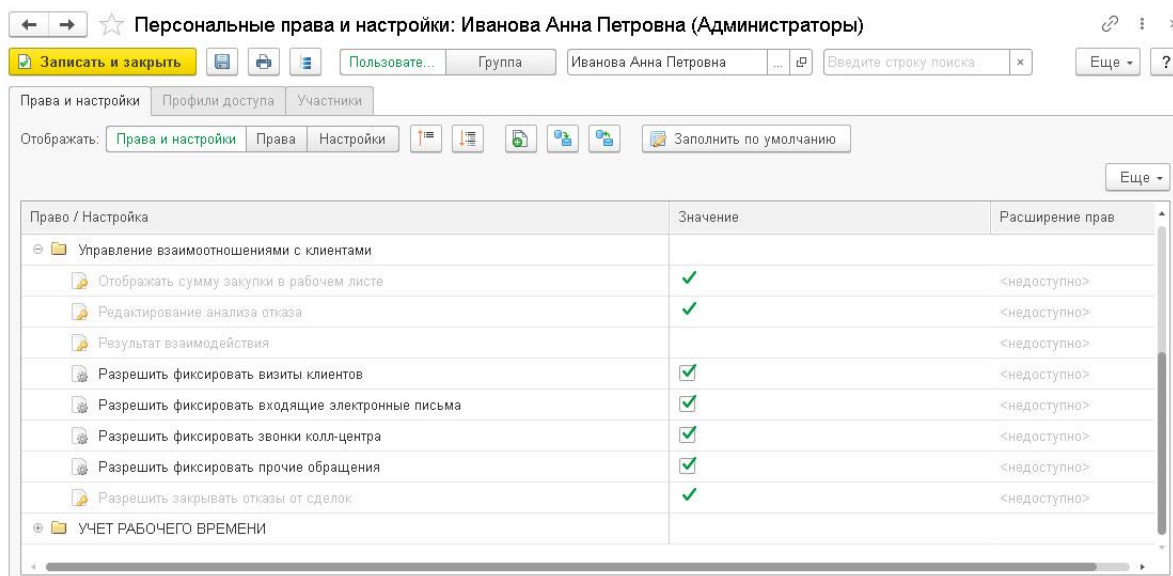 Персональные права и настройки: Иванова Анна Петровна (Администраторы)
Записать и закрыть Пользовате... Группа Иванова Анна Петровна ... Введите строку поиска × Еще ?
Права и настройки Профили доступа Участники
Отображать: Права и настройки Права Настройки Заполнить по умолчанию
Еще
Право / Настройка Значение Расширение прав
Управление взаимоотношениями с клиентами
Отображать сумму закупки в рабочем листе <недоступно>
Редактирование анализа отказа <недоступно>
Результат взаимодействия <недоступно>
Разрешить фиксировать визиты клиентов <недоступно>
Разрешить фиксировать входящие электронные письма <недоступно>
Разрешить фиксировать звонки колл-центра <недоступно>
Разрешить фиксировать прочие обращения <недоступно>
Разрешить закрывать отказы от сделок <недоступно>
УЧЕТ РАБОЧЕГО ВРЕМЕНИ